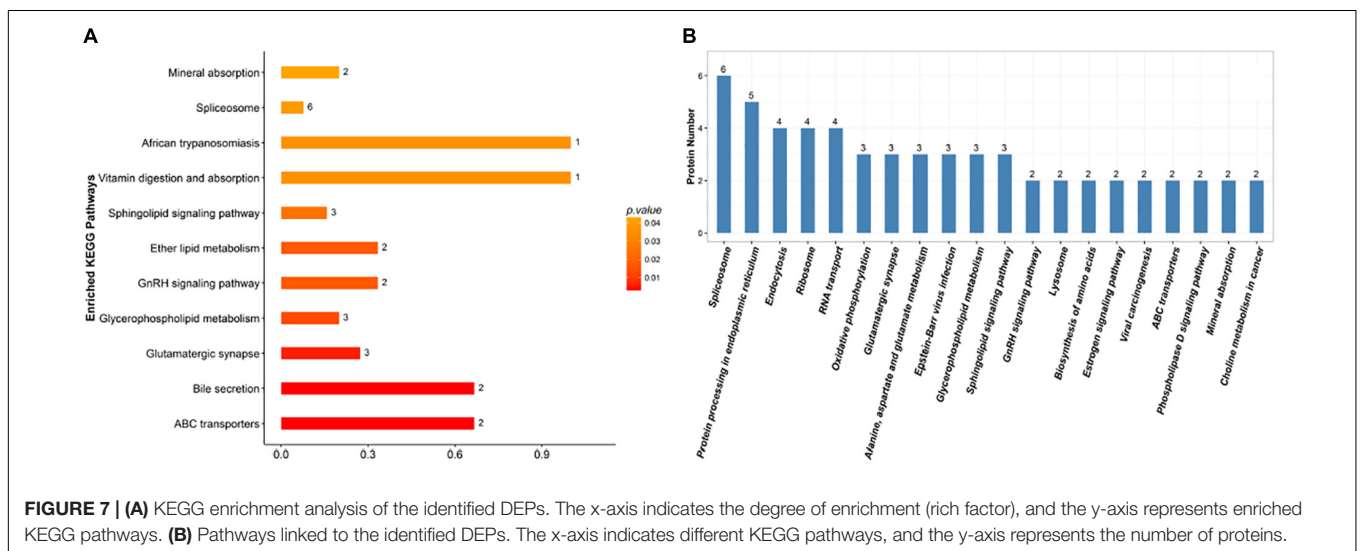 A
Enriched KEGG Pathways
Mineral absorption 2
Spliceosome 6
African trypanosomiasis 1
Vitamin digestion and absorption 1
Sphingolipid signaling pathway 3
Ether lipid metabolism 2
GnRH signaling pathway 2
Glycerophospholipid metabolism 3
Glutamatergic synapse 3
Bile secretion 2
ABC transporters 2
0.0 0.3 0.6 0.9
p.value
0.04
0.03
0.02
0.01
B
Protein Number
6
4
2
0
6 5 4 4 4 3 3 3 3 3 3 2 2 2 2 2 2 2 2 2
Spliceosome
Protein processing in endoplasmic reticulum
Endocytosis
Ribosome
RNA transport
Oxidative phosphorylation
Glutamatergic synapse
Alanine, aspartate and glutamate metabolism
Epstein-Barr virus infection
Glycerophospholipid metabolism
Sphingolipid signaling pathway
GnRH signaling pathway
Lysosome
Biosynthesis of amino acids
Estrogen signaling pathway
Viral carcinogenesis
ABC transporters
Phospholipase D signaling pathway
Mineral absorption
Choline metabolism in cancer
FIGURE 7 | (A) KEGG enrichment analysis of the identified DEPs. The x-axis indicates the degree of enrichment (rich factor), and the y-axis represents enriched
KEGG pathways. (B) Pathways linked to the identified DEPs. The x-axis indicates different KEGG pathways, and the y-axis represents the number of proteins.